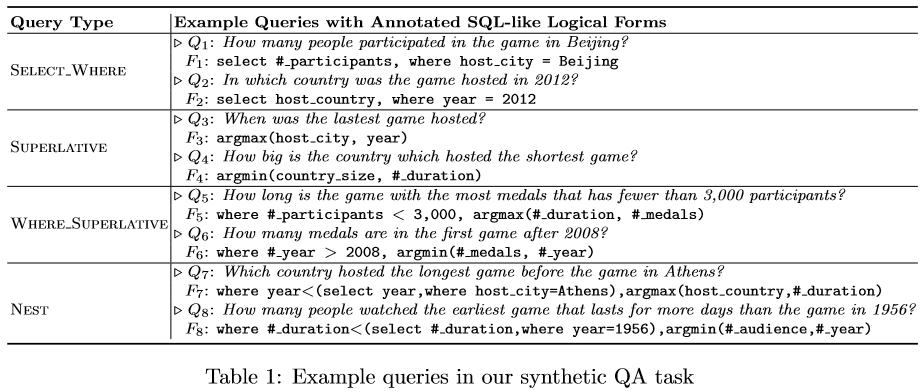 Query Type Example Queries with Annotated SQL-like Logical Forms
SELECT_WHERE
▷ Q1: How many people participated in the game in Beijing?
F1: select #_participants, where host_city = Beijing
▷ Q2: In which country was the game hosted in 2012?
F2: select host_country, where year = 2012
SUPERLATIVE
▷ Q3: When was the lastest game hosted?
F3: argmax(host_city, year)
▷ Q4: How big is the country which hosted the shortest game?
F4: argmin(country_size, #_duration)
WHERE_SUPERLATIVE
▷ Q5: How long is the game with the most medals that has fewer than 3,000 participants?
F5: where #_participants < 3,000, argmax(#_duration, #_medals)
▷ Q6: How many medals are in the first game after 2008?
F6: where #_year > 2008, argmin(#_medals, #_year)
NEST
▷ Q7: Which country hosted the longest game before the game in Athens?
F7: where year<(select year,where host_city=Athens),argmax(host_country,#_duration)
▷ Q8: How many people watched the earliest game that lasts for more days than the game in 1956?
F8: where #_duration<(select #_duration,where year=1956),argmin(#_audience,#_year)
Table 1: Example queries in our synthetic QA task